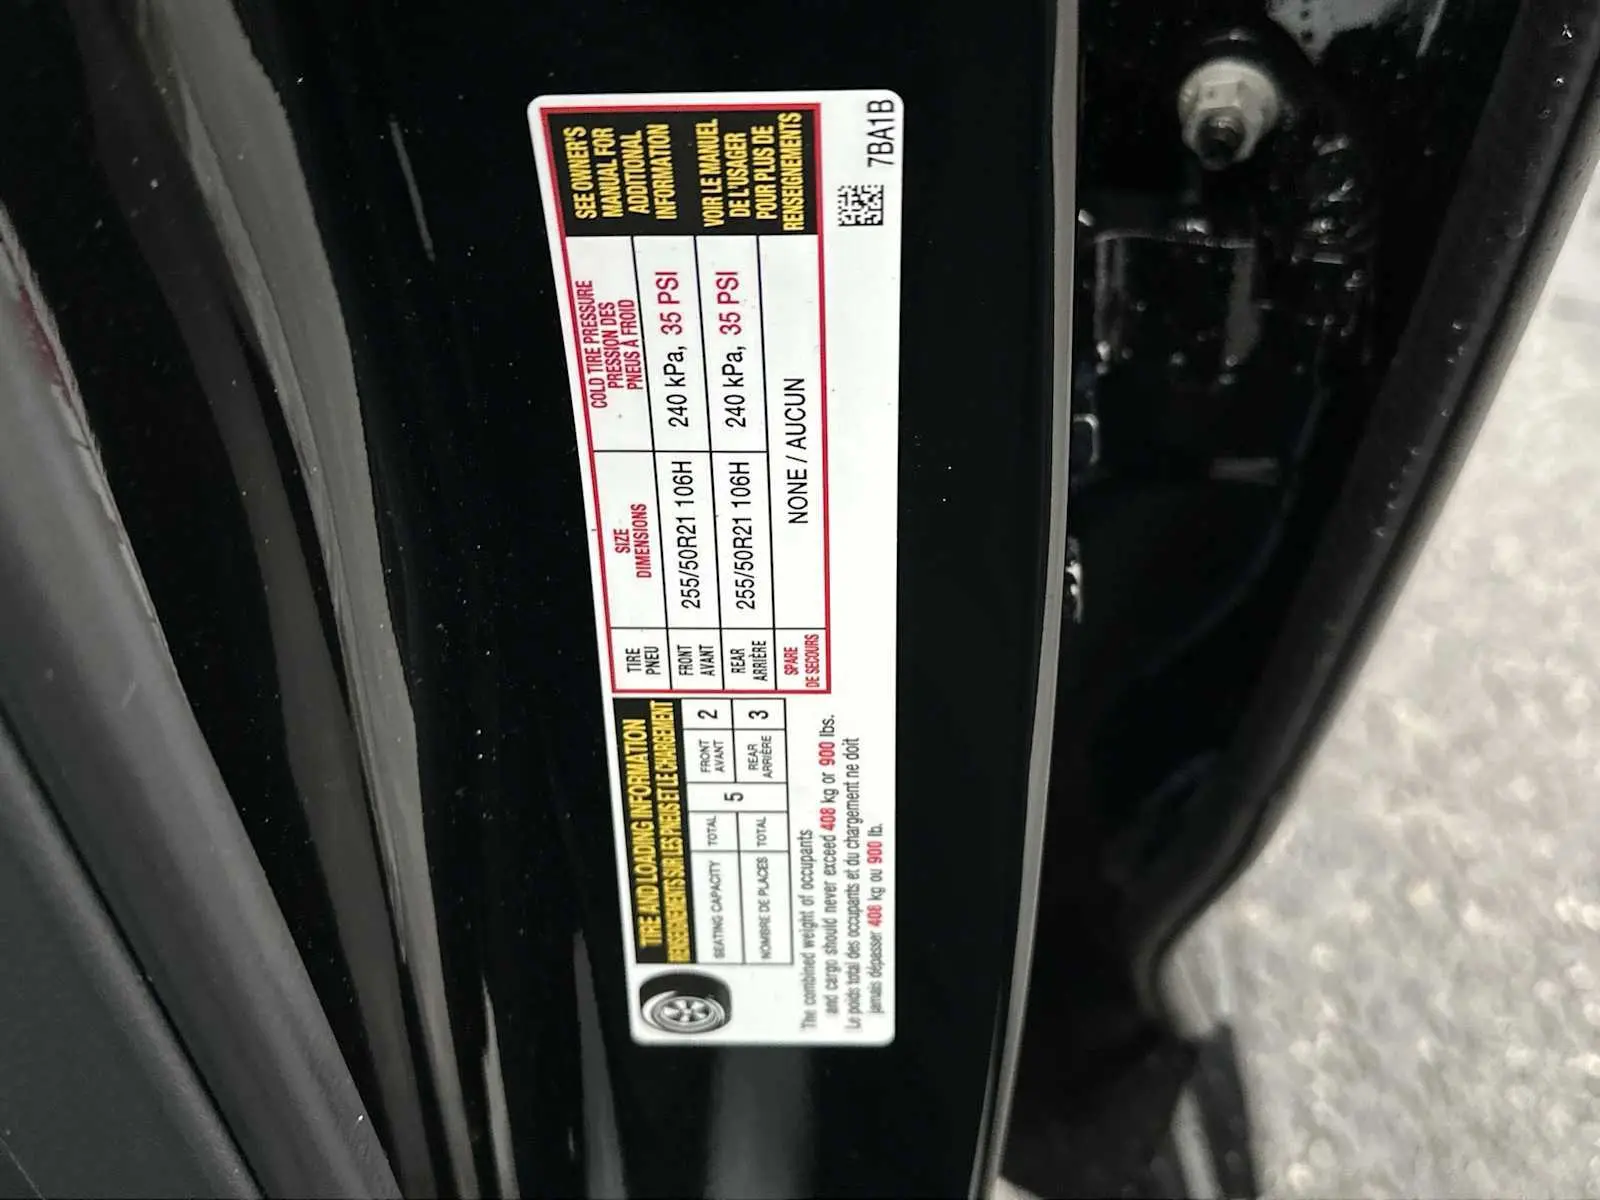 TIRE AND LOADING INFORMATION
RENSEIGNEMENTS SUR LES PNEUS ET LE CHARGEMENT
SEATING CAPACITY
NOMBRE DE PLACES
TOTAL
TOTAL
5
FRONT
AVANT
2
REAR
ARRIÈRE
3
The combined weight of occupants
and cargo should never exceed 408 kg or 900 lbs.
Le poids total des occupants et du chargement ne doit
jamais dépasser 408 kg ou 900 lb.
TIRE
PNEU
SIZE
DIMENSIONS
COLD TIRE PRESSURE
PRESSION DES
PNEUS À FROID
FRONT
AVANT
255/50R21 106H
240 kPa, 35 PSI
REAR
ARRIÈRE
255/50R21 106H
240 kPa, 35 PSI
SPARE
DE SECOURS
NONE / AUCUN
SEE OWNER'S
MANUAL FOR
ADDITIONAL
INFORMATION
VOIR LE MANUEL
DE L'USAGER
POUR PLUS DE
RENSEIGNEMENTS
7BA1B